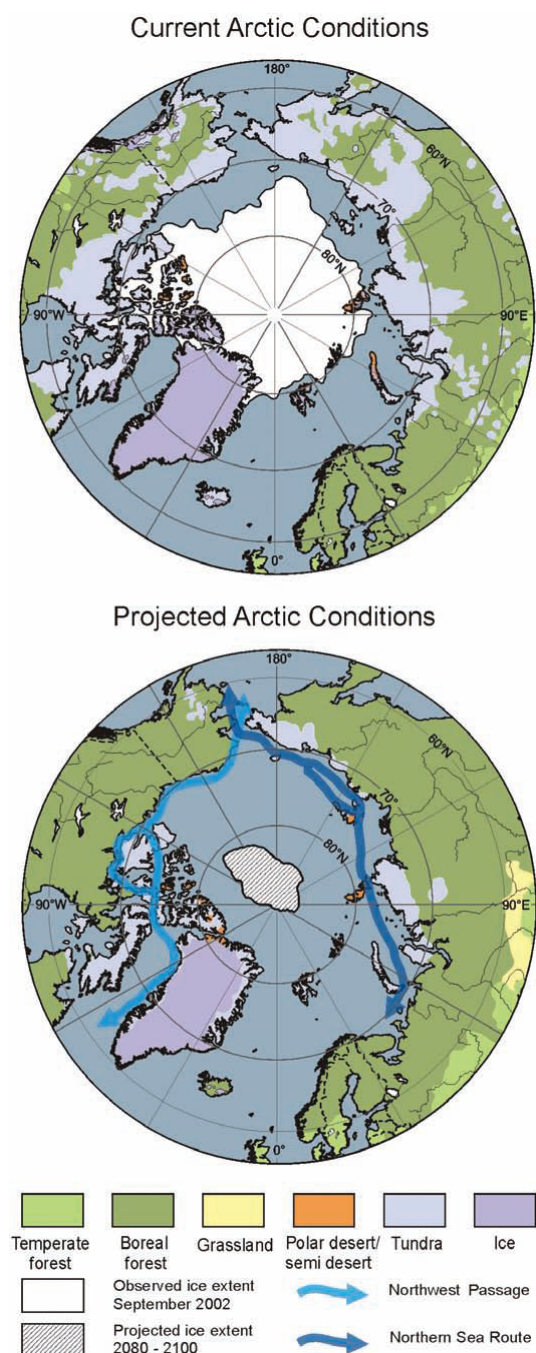 Current Arctic Conditions
180°
60°N
70°
80°N
90°W
90°E
0°
Projected Arctic Conditions
180°
60°N
70°
80°N
90°W
90°E
0°
Temperate
forest
Boreal
forest
Grassland
Polar desert/
semi desert
Tundra
Ice
Observed ice extent
September 2002
Northwest Passage
Projected ice extent
2080 - 2100
Northern Sea Route